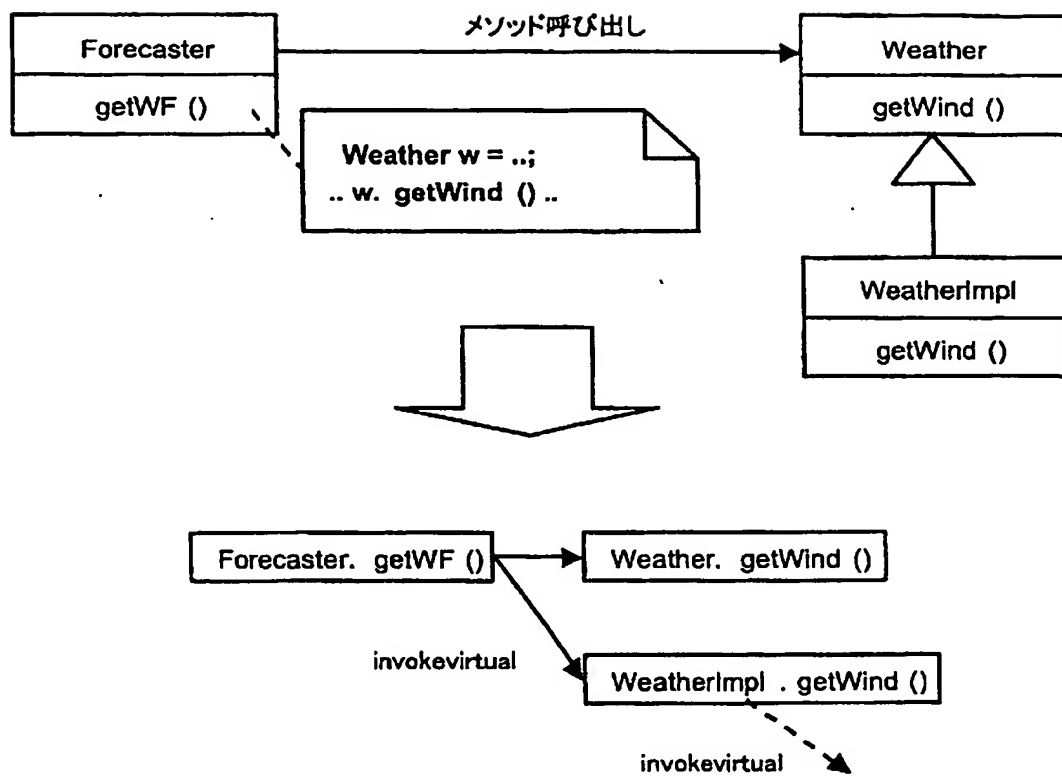 メソッド呼び出し
Forecaster
getWF ()
Weather
getWind ()
Weather w = ..;
.. w. getWind () ..
WeatherImpl
getWind ()
Forecaster. getWF ()
Weather. getWind ()
invokevirtual
WeatherImpl . getWind ()
invokevirtual